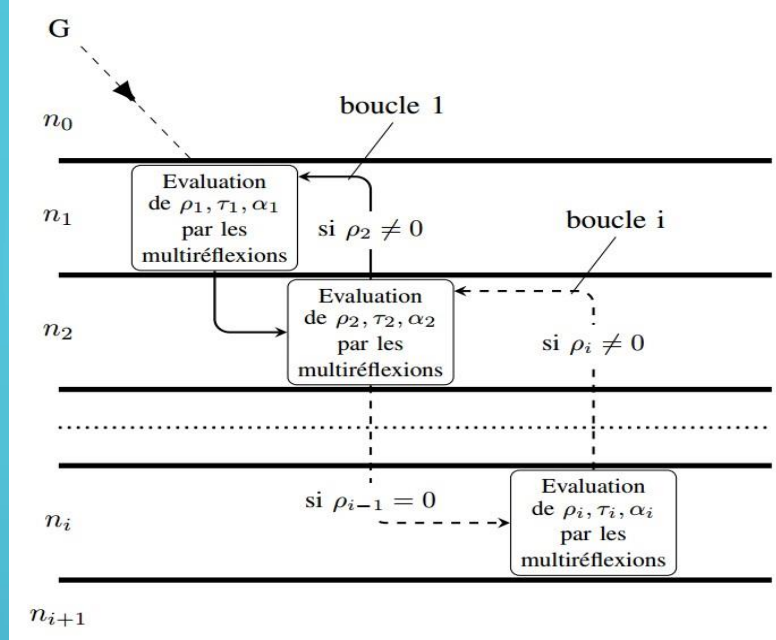 G
boucle 1
n₀
Evaluation
de ρ₁, τ₁, α₁
par les
multiréflexions
n₁
si ρ₂ ≠ 0
boucle i
Evaluation
de ρ₂, τ₂, α₂
par les
multiréflexions
n₂
si ρᵢ ≠ 0
si ρᵢ₋₁ = 0
Evaluation
de ρᵢ, τᵢ, αᵢ
par les
multiréflexions
nᵢ
nᵢ₊₁